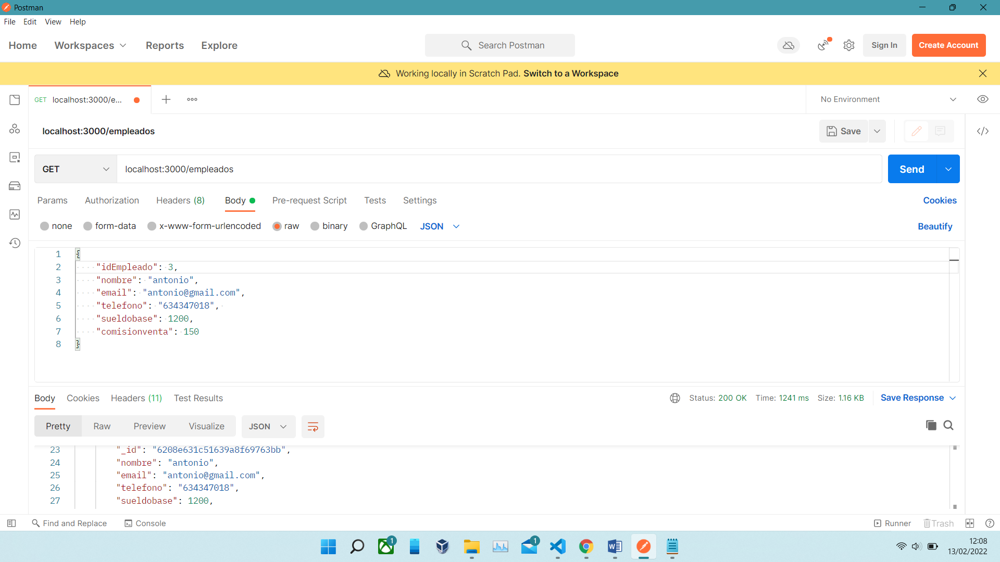 Postman
File Edit View Help
Home Workspaces Reports Explore Search Postman Sign In Create Account
Working locally in Scratch Pad. Switch to a Workspace
GET localhost:3000/e... No Environment
localhost:3000/empleados Save
GET localhost:3000/empleados Send
Params Authorization Headers (8) Body Pre-request Script Tests Settings Cookies
none form-data x-www-form-urlencoded raw binary GraphQL JSON Beautify
1 {
2 "idEmpleado": 3,
3 "nombre": "antonio",
4 "email": "antonio@gmail.com",
5 "telefono": "634347018",
6 "sueldobase": 1200,
7 "comisionventa": 150
8 }
Body Cookies Headers (11) Test Results Status: 200 OK Time: 1241 ms Size: 1.16 KB Save Response
Pretty Raw Preview Visualize JSON
23 "_id": "6208e631c51639a8f69763bb",
24 "nombre": "antonio",
25 "email": "antonio@gmail.com",
26 "telefono": "634347018",
27 "sueldobase": 1200,
Find and Replace Console Runner Trash
1 1 12:08
13/02/2022